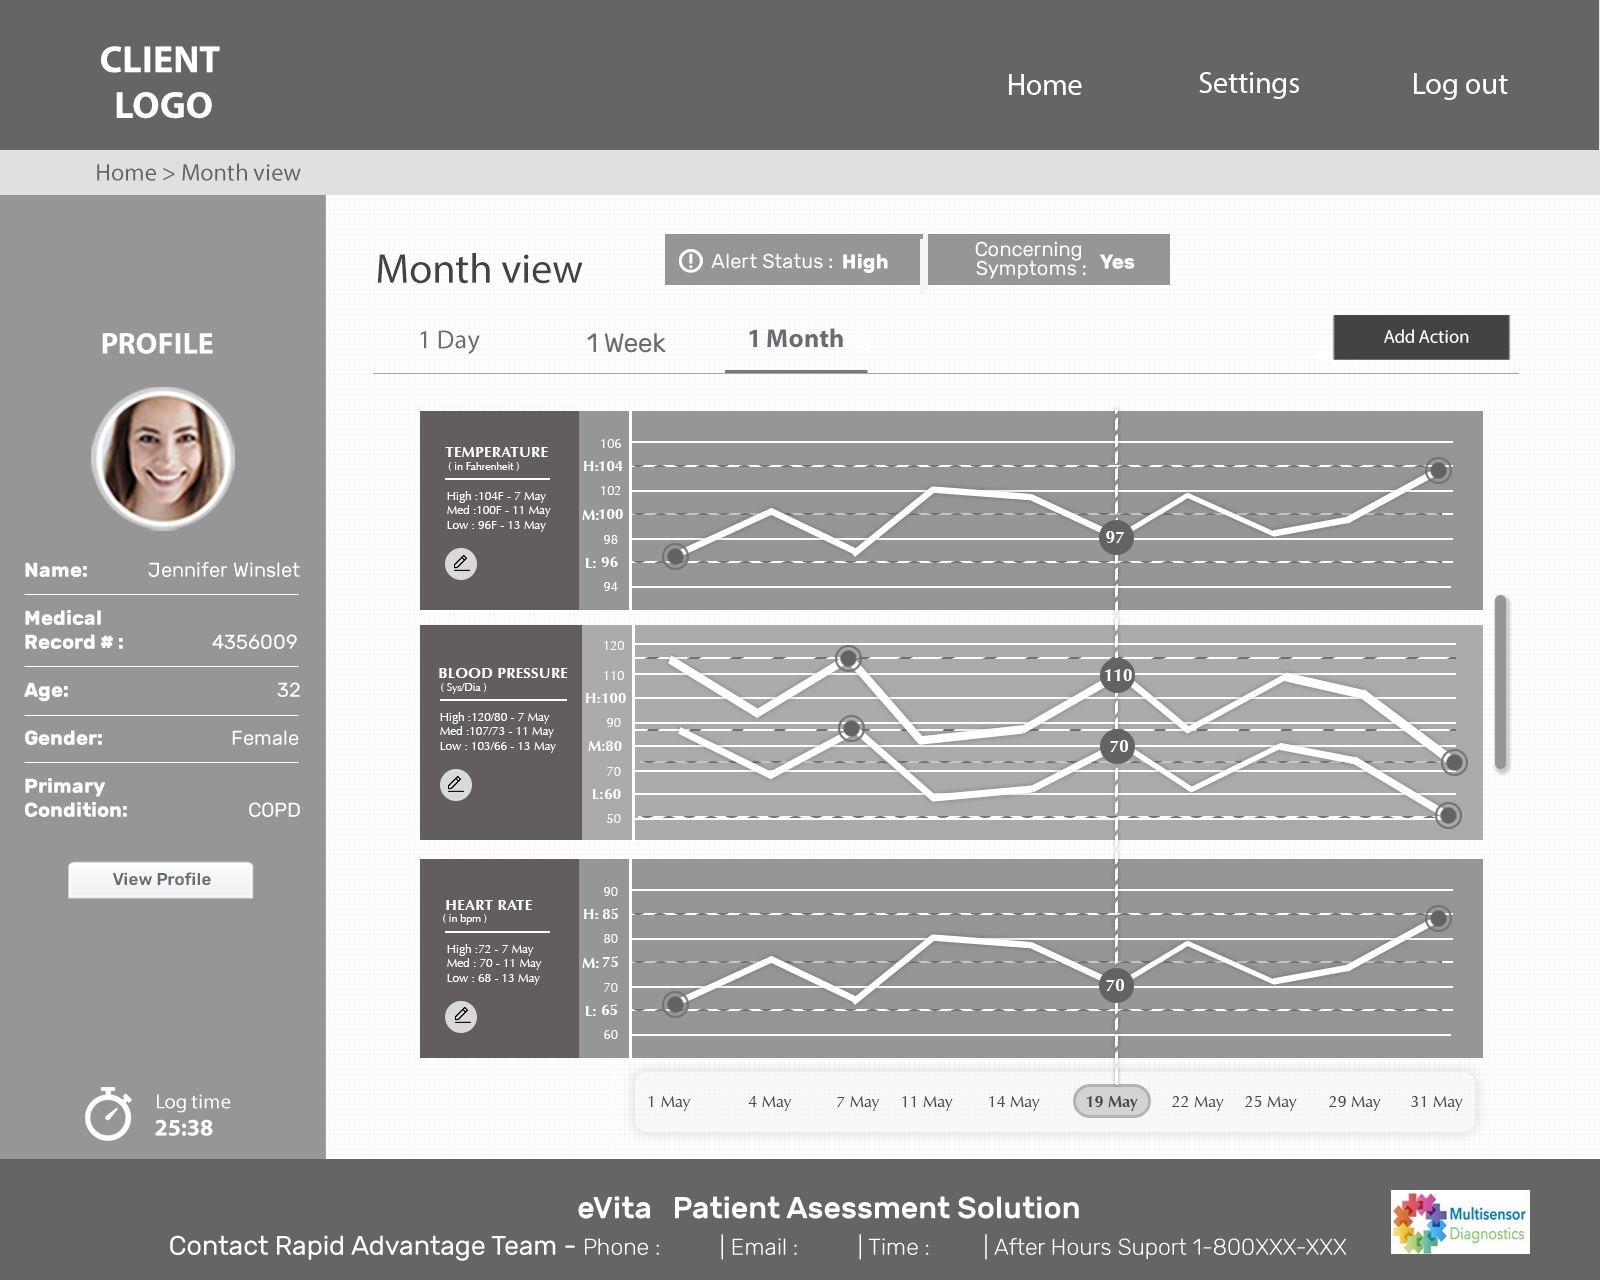 CLIENT
LOGO
Home
Settings
Log out
Home > Month view
PROFILE
Name: Jennifer Winslet
Medical
Record # : 4356009
Age: 32
Gender: Female
Primary
Condition: COPD
View Profile
Log time
25:38
Month view
Alert Status : High
Concerning
Symptoms : Yes
1 Day
1 Week
1 Month
Add Action
TEMPERATURE
( in Fahrenheit )
High :104F - 7 May
Med :100F - 11 May
Low : 96F - 13 May
106
H:104
102
M:100
98
L: 96
94
97
BLOOD PRESSURE
( Sys/Dia )
High :120/80 - 7 May
Med :107/73 - 11 May
Low : 103/66 - 13 May
120
110
H:100
90
M:80
70
L:60
50
110
70
HEART RATE
( in bpm )
High :72 - 7 May
Med : 70 - 11 May
Low : 68 - 13 May
90
H: 85
80
M: 75
70
L: 65
60
70
1 May
4 May
7 May
11 May
14 May
19 May
22 May
25 May
29 May
31 May
eVita Patient Asessment Solution
Contact Rapid Advantage Team - Phone : | Email : | Time : | After Hours Suport 1-800XXX-XXX
Multisensor
Diagnostics